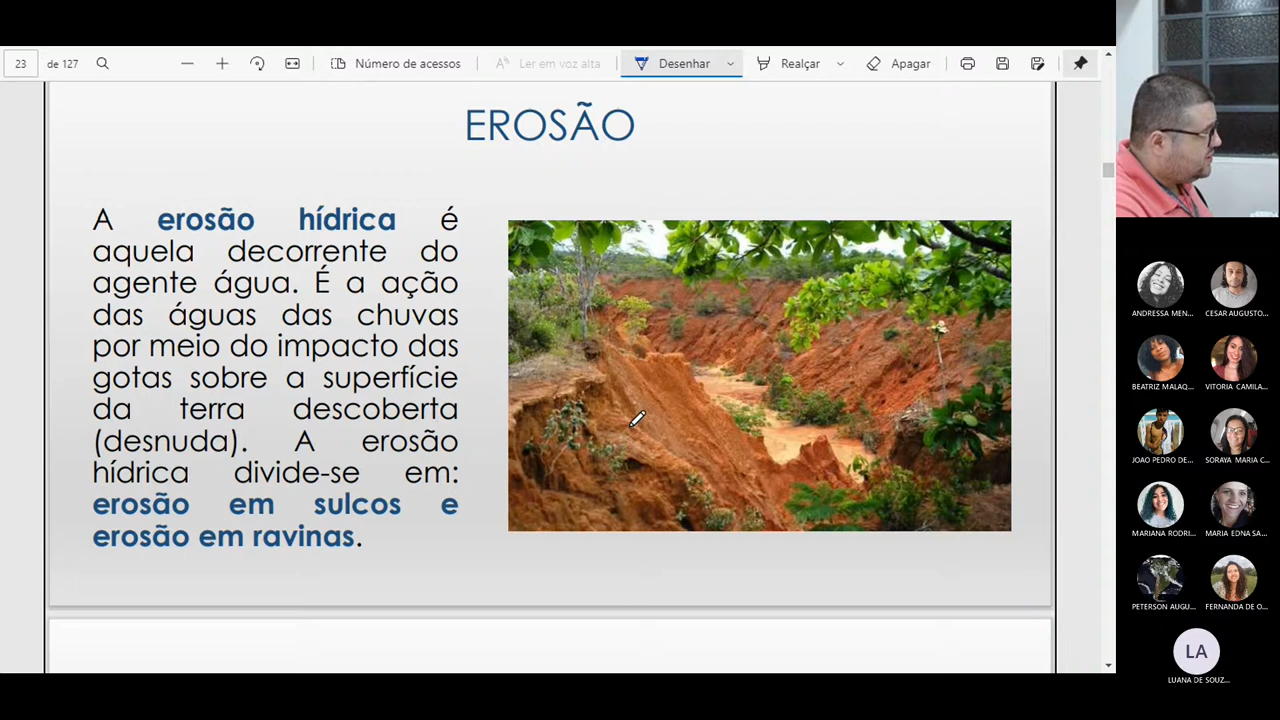 23 de 127 Número de acessos Ler em voz alta Desenhar Realçar Apagar
EROSÃO
A erosão hídrica é
aquela decorrente do
agente água. É a ação
das águas das chuvas
por meio do impacto das
gotas sobre a superfície
da terra descoberta
(desnuda). A erosão
hídrica divide-se em:
erosão em sulcos e
erosão em ravinas.
ANDRESSA MEN... CESAR AUGUSTO...
BEATRIZ MALAQ... VITORIA CAMILA...
JOAO PEDRO DE... SORAYA MARIA C...
MARIANA RODRI... MARIA EDNA SA...
PETERSON AUGU... FERNANDA DE O...
LA
LUANA DE SOUZ...